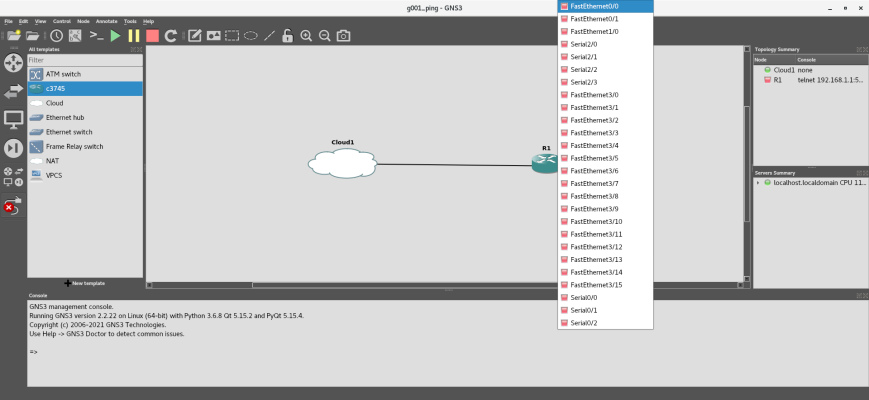 g001_ping - GNS3
File Edit View Control Node Annotate Tools Help
All templates
Filter
ATM switch
c3745
Cloud
Ethernet hub
Ethernet switch
Frame Relay switch
NAT
VPCS
New template
Cloud1
R1
FastEthernet0/0
FastEthernet0/1
FastEthernet1/0
Serial2/0
Serial2/1
Serial2/2
Serial2/3
FastEthernet3/0
FastEthernet3/1
FastEthernet3/2
FastEthernet3/3
FastEthernet3/4
FastEthernet3/5
FastEthernet3/6
FastEthernet3/7
FastEthernet3/8
FastEthernet3/9
FastEthernet3/10
FastEthernet3/11
FastEthernet3/12
FastEthernet3/13
FastEthernet3/14
FastEthernet3/15
Serial0/0
Serial0/1
Serial0/2
Topology Summary
Node Console
Cloud1 none
R1 telnet 192.168.1.1:5...
Servers Summary
localhost.localdomain CPU 11...
Console
GNS3 management console.
Running GNS3 version 2.2.22 on Linux (64-bit) with Python 3.6.8 Qt 5.15.2 and PyQt 5.15.4.
Copyright (c) 2006-2021 GNS3 Technologies.
Use Help -> GNS3 Doctor to detect common issues.
=>